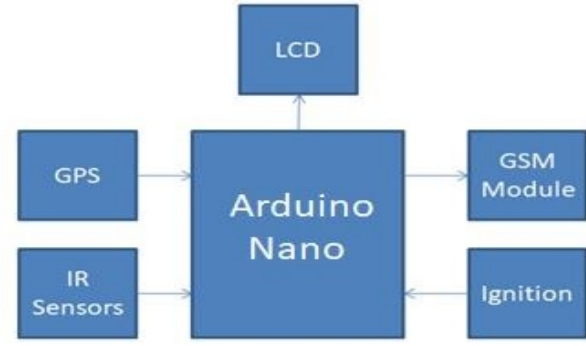 LCD
GPS
Arduino
Nano
GSM
Module
IR
Sensors
Ignition